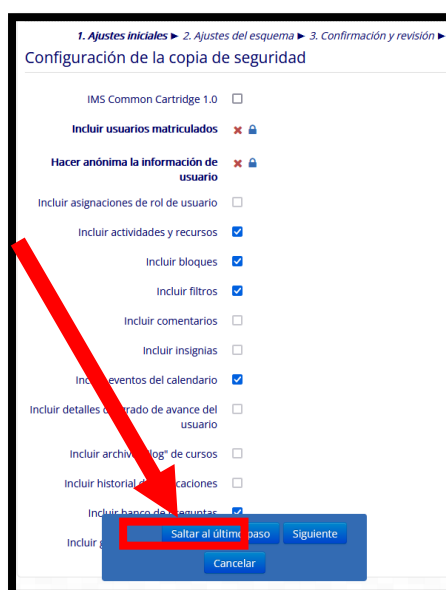 1. Ajustes iniciales ► 2. Ajustes del esquema ► 3. Confirmación y revisión ►
Configuración de la copia de seguridad
IMS Common Cartridge 1.0
Incluir usuarios matriculados
Hacer anónima la información de
usuario
Incluir asignaciones de rol de usuario
Incluir actividades y recursos
Incluir bloques
Incluir filtros
Incluir comentarios
Incluir insignias
eventos del calendario
Incluir detalles grado de avance del
usuario
Incluir log" de cursos
Incluir historial
Incluir banco de preguntas
Incluir
Saltar al último paso Siguiente
Cancelar